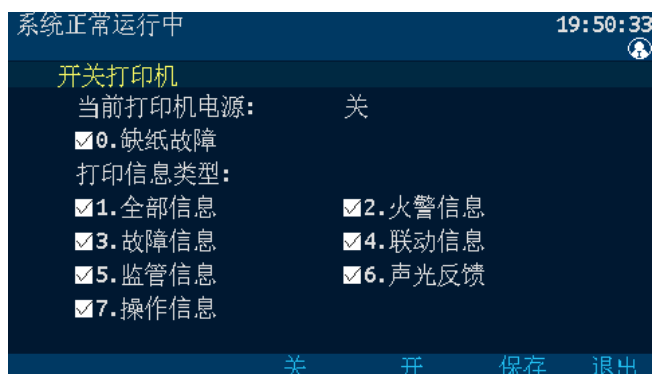 系统正常运行中 19:50:33
开关打印机
当前打印机电源: 关
0.缺纸故障
打印信息类型:
1.全部信息 2.火警信息
3.故障信息 4.联动信息
5.监管信息 6.声光反馈
7.操作信息
关 开 保存 退出